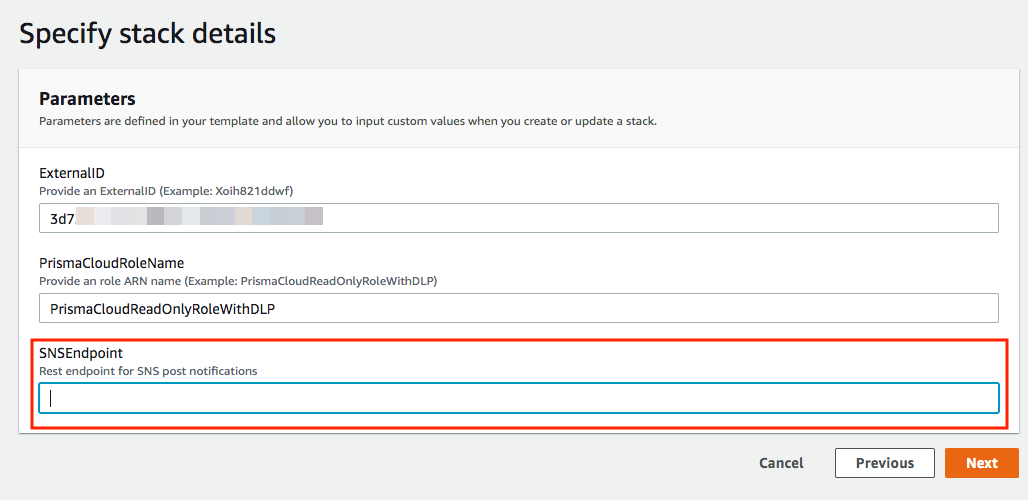 Specify stack details
Parameters
Parameters are defined in your template and allow you to input custom values when you create or update a stack.
ExternalID
Provide an ExternalID (Example: Xoih821ddwf)
3d7
PrismaCloudRoleName
Provide an role ARN name (Example: PrismaCloudReadOnlyRoleWithDLP)
PrismaCloudReadOnlyRoleWithDLP
SNSEndpoint
Rest endpoint for SNS post notifications
Cancel
Previous
Next